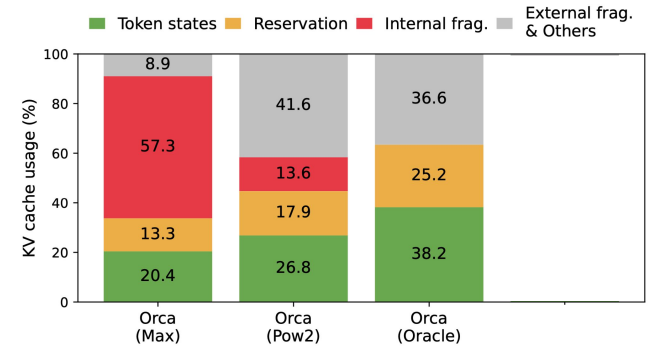 Token states
Reservation
Internal frag.
External frag.
& Others
KV cache usage (%)
100
80
60
40
20
0
8.9
57.3
13.3
20.4
41.6
13.6
17.9
26.8
36.6
25.2
38.2
Orca
(Max)
Orca
(Pow2)
Orca
(Oracle)